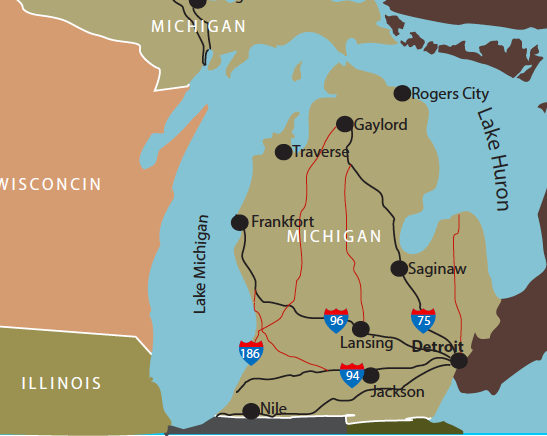 MICHIGAN
Rogers City
Gaylord
Lake Huron
Traverse
WISCONCIN
Frankfort
MICHIGAN
Lake Michigan
Saginaw
96
75
Lansing
Detroit
186
94
ILLINOIS
Jackson
Nile